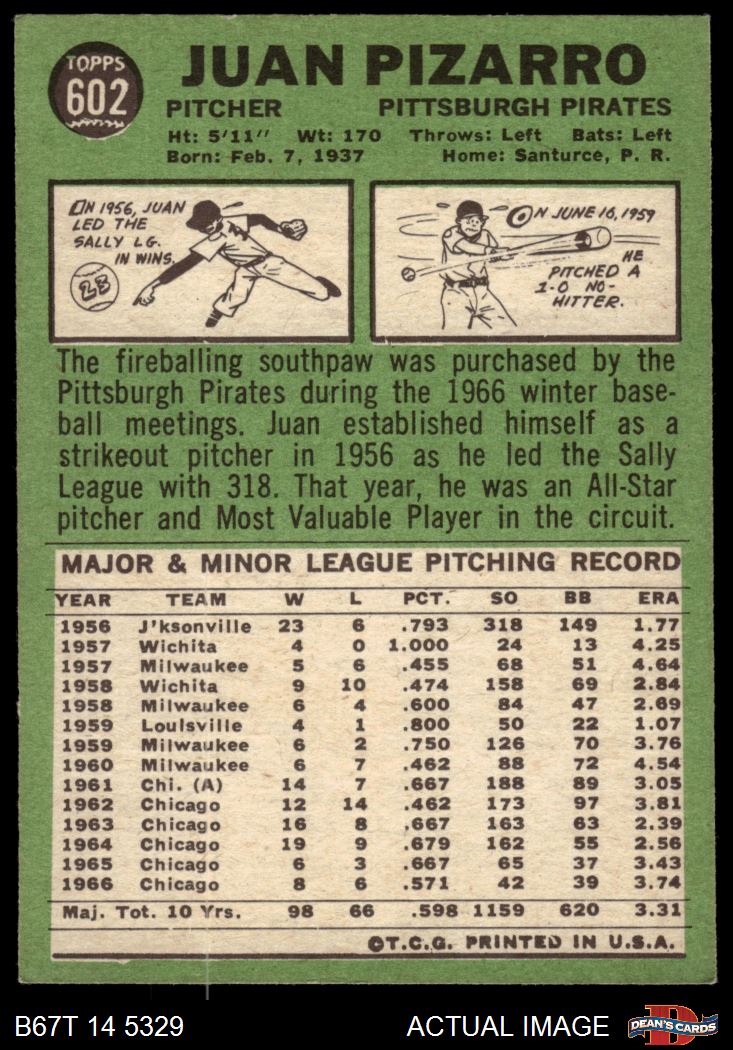 TOPPS
602
JUAN PIZARRO
PITCHER PITTSBURGH PIRATES
Ht: 5'11" Wt: 170 Throws: Left Bats: Left
Born: Feb. 7, 1937 Home: Santurce, P. R.
IN 1956, JUAN
LED THE
SALLY LG.
IN WINS.
23
ON JUNE 16, 1959
HE
PITCHED A
1-0 NO-
HITTER.
The fireballing southpaw was purchased by the
Pittsburgh Pirates during the 1966 winter base-
ball meetings. Juan established himself as a
strikeout pitcher in 1956 as he led the Sally
League with 318. That year, he was an All-Star
pitcher and Most Valuable Player in the circuit.
MAJOR & MINOR LEAGUE PITCHING RECORD
YEAR TEAM W L PCT. SO BB ERA
1956 J'ksonville 23 6 .793 318 149 1.77
1957 Wichita 4 0 1.000 24 13 4.25
1957 Milwaukee 5 6 .455 68 51 4.64
1958 Wichita 9 10 .474 158 69 2.84
1958 Milwaukee 6 4 .600 84 47 2.69
1959 Louisville 4 1 .800 50 22 1.07
1959 Milwaukee 6 2 .750 126 70 3.76
1960 Milwaukee 6 7 .462 88 72 4.54
1961 Chi. (A) 14 7 .667 188 89 3.05
1962 Chicago 12 14 .462 173 97 3.81
1963 Chicago 16 8 .667 163 63 2.39
1964 Chicago 19 9 .679 162 55 2.56
1965 Chicago 6 3 .667 65 37 3.43
1966 Chicago 8 6 .571 42 39 3.74
Maj. Tot. 10 Yrs. 98 66 .598 1159 620 3.31
©T.C.G. PRINTED IN U.S.A.
B67T 14 5329 ACTUAL IMAGE
D
DEAN'S CARDS